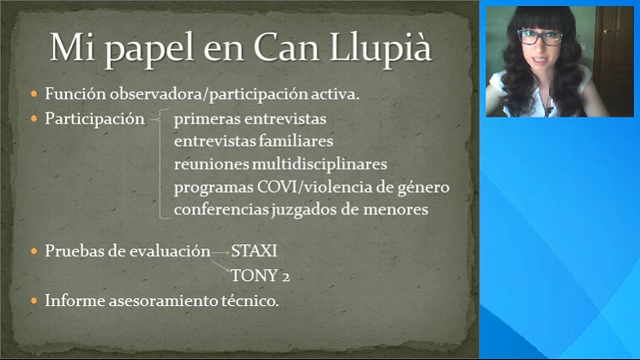 Mi papel en Can Llupià
Función observadora/participación activa.
Participación primeras entrevistas
entrevistas familiares
reuniones multidisciplinares
programas COVI/violencia de género
conferencias juzgados de menores
Pruebas de evaluación STAXI
TONY 2
Informe asesoramiento técnico.